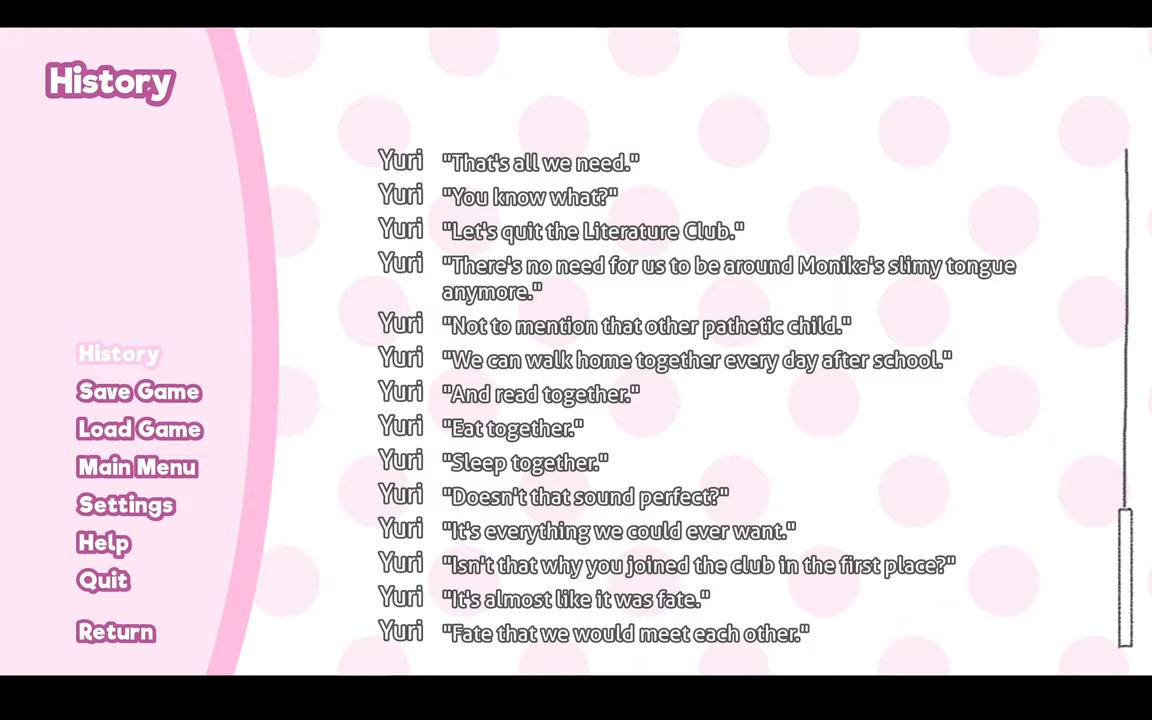 History
Yuri "That's all we need."
Yuri "You know what?"
Yuri "Let's quit the Literature Club."
Yuri "There's no need for us to be around Monika's slimy tongue
anymore."
Yuri "Not to mention that other pathetic child."
Yuri "We can walk home together every day after school."
Yuri "And read together."
Yuri "Eat together."
Yuri "Sleep together."
Yuri "Doesn't that sound perfect?"
Yuri "It's everything we could ever want."
Yuri "Isn't that why you joined the club in the first place?"
Yuri "It's almost like it was fate."
Yuri "Fate that we would meet each other."
History
Save Game
Load Game
Main Menu
Settings
Help
Quit
Return